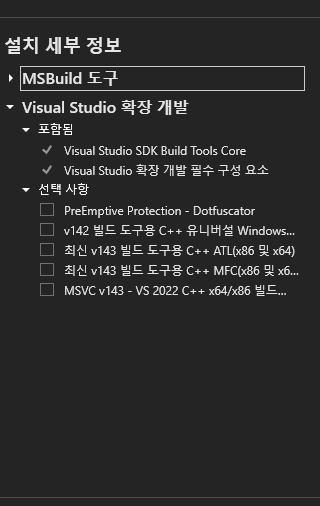 설치 세부 정보
MSBuild 도구
Visual Studio 확장 개발
포함됨
Visual Studio SDK Build Tools Core
Visual Studio 확장 개발 필수 구성 요소
선택 사항
PreEmptive Protection - Dotfuscator
v142 빌드 도구용 C++ 유니버설 Windows...
최신 v143 빌드 도구용 C++ ATL(x86 및 x64)
최신 v143 빌드 도구용 C++ MFC(x86 및 x6...
MSVC v143 - VS 2022 C++ x64/x86 빌드...